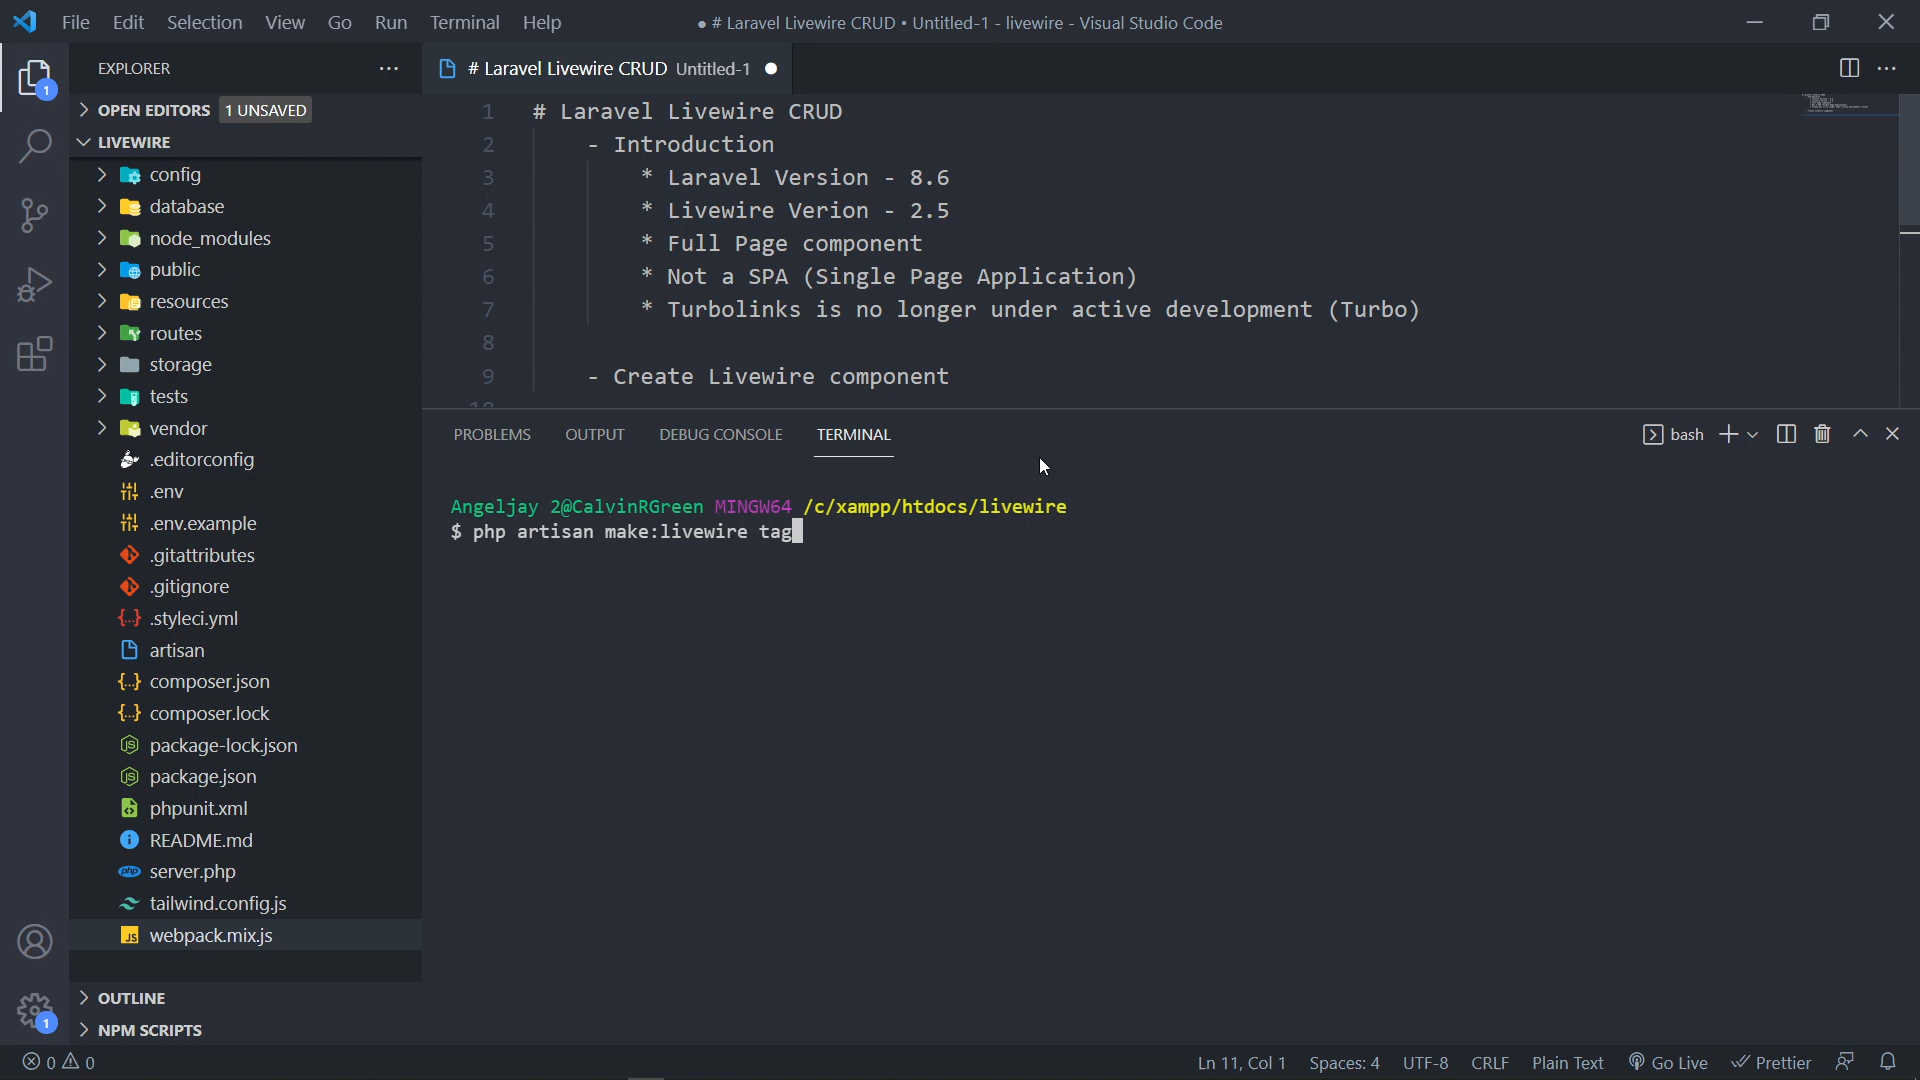 File Edit Selection View Go Run Terminal Help
● # Laravel Livewire CRUD • Untitled-1 - livewire - Visual Studio Code
EXPLORER
# Laravel Livewire CRUD Untitled-1
1
OPEN EDITORS 1 UNSAVED
LIVEWIRE
config
database
node_modules
public
resources
routes
storage
tests
vendor
.editorconfig
.env
.env.example
.gitattributes
.gitignore
.styleci.yml
artisan
composer.json
composer.lock
package-lock.json
package.json
phpunit.xml
README.md
server.php
tailwind.config.js
webpack.mix.js
OUTLINE
1
NPM SCRIPTS
1 # Laravel Livewire CRUD
2 - Introduction
3 * Laravel Version - 8.6
4 * Livewire Verion - 2.5
5 * Full Page component
6 * Not a SPA (Single Page Application)
7 * Turbolinks is no longer under active development (Turbo)
8
9 - Create Livewire component
PROBLEMS OUTPUT DEBUG CONSOLE TERMINAL
bash
Angeljay 2@CalvinRGreen MINGW64 /c/xampp/htdocs/livewire
$ php artisan make:livewire tag
0 0
Ln 11, Col 1 Spaces: 4 UTF-8 CRLF Plain Text Go Live Prettier